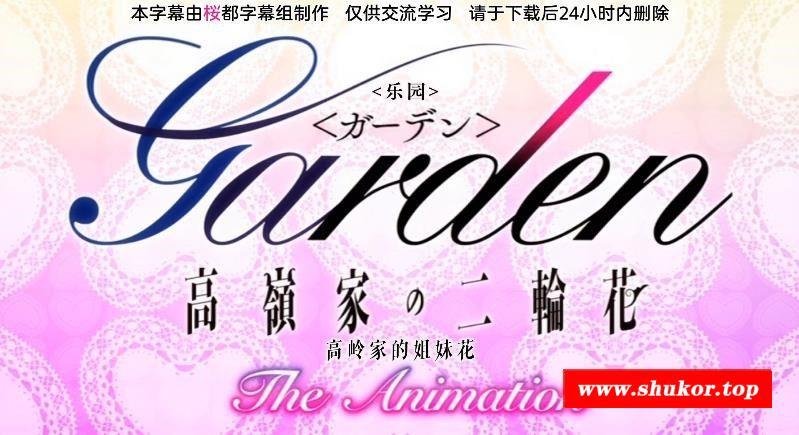 本字幕由桜都字幕组制作 仅供交流学习 请于下载后24小时内删除
<乐园>
<ガーデン>
Garden
高嶺家の二輪花
高岭家的姐妹花
The Animation
www.shukor.top